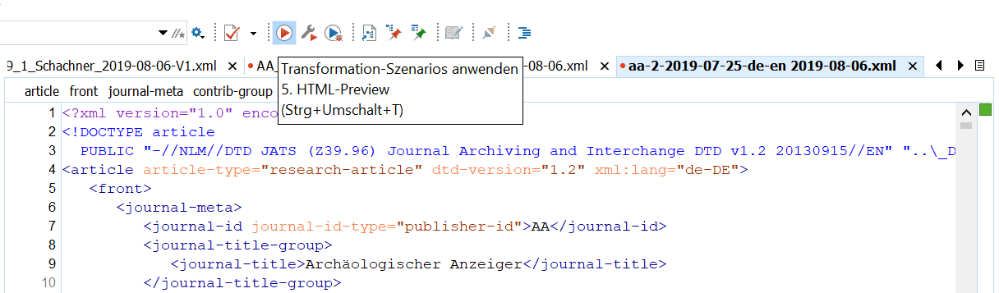 9_1_Schachner_2019-08-06-V1.xml
AA_
-08-06.xml
aa-2-2019-07-25-de-en 2019-08-06.xml
Transformation-Szenarios anwenden
5. HTML-Preview
(Strg+Umschalt+T)
article front journal-meta contrib-group
1 <?xml version="1.0" enco
2 <!DOCTYPE article
3 PUBLIC "-//NLM//DTD JATS (Z39.96) Journal Archiving and Interchange DTD v1.2 20130915//EN" "..\_D
4 <article article-type="research-article" dtd-version="1.2" xml:lang="de-DE">
5 <front>
6 <journal-meta>
7 <journal-id journal-id-type="publisher-id">AA</journal-id>
8 <journal-title-group>
9 <journal-title>Archäologischer Anzeiger</journal-title>
10 </journal-title-group>